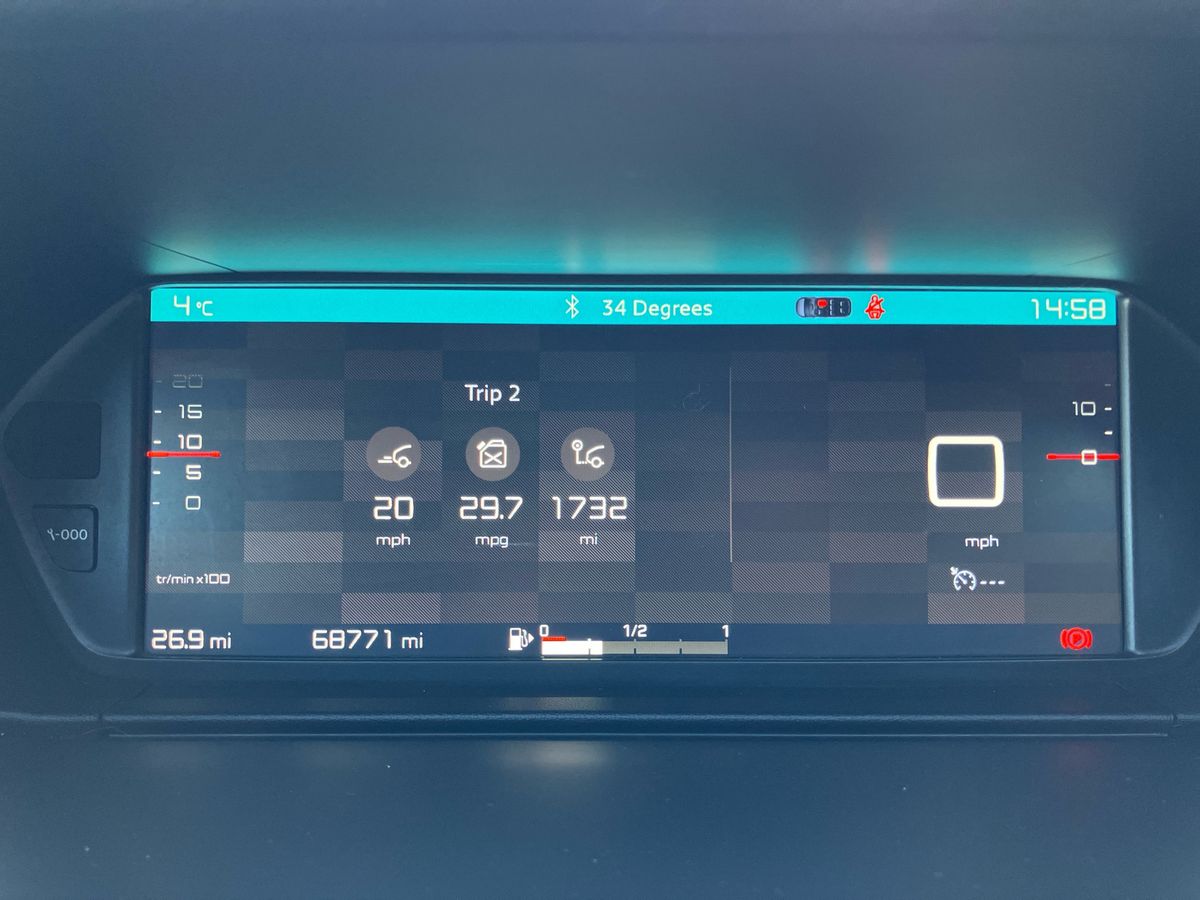 4 °C 34 Degrees 14:58
20
15
10
5
0
tr/min x100
Trip 2
20 29.7 1732
mph mpg mi
10
0
0
mph
---
-000
26.9 mi 68771 mi 0 1/2 1
P